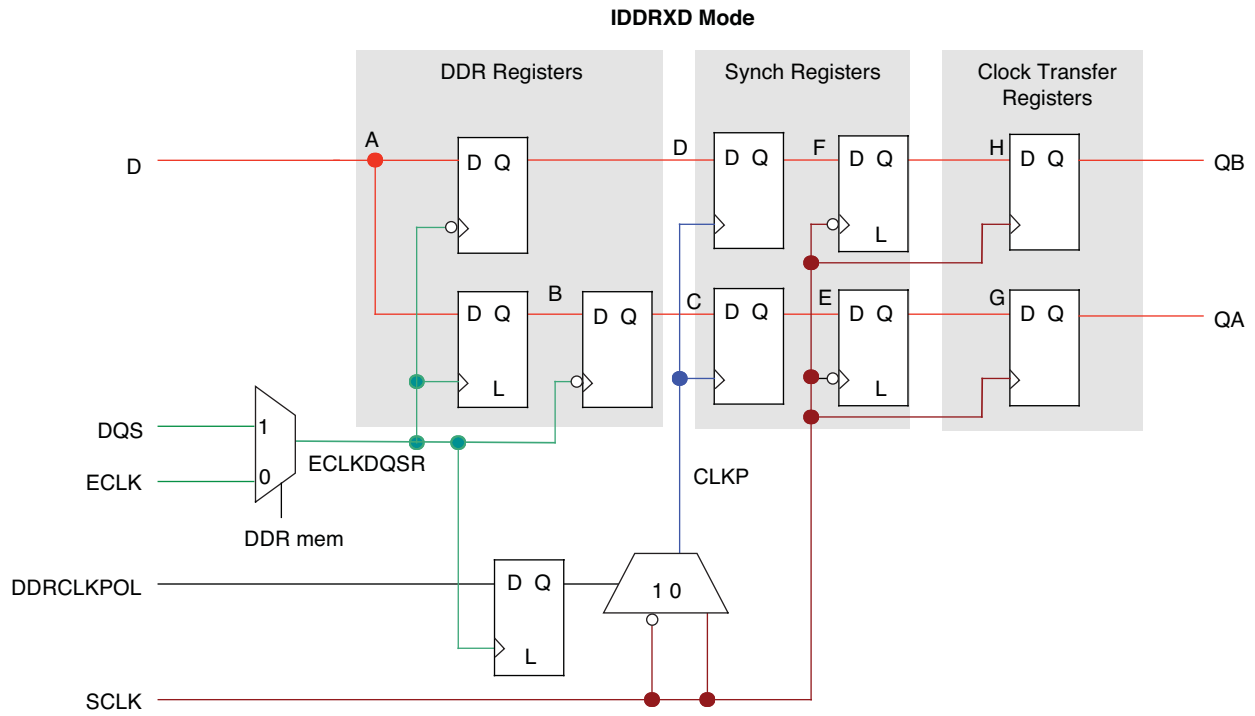 IDDRXD Mode
DDR Registers
Synch Registers
Clock Transfer
Registers
A
D
F
H
D Q
D Q
D Q
D Q
D
QB
L
B
C
E
G
D Q
D Q
D Q
D Q
D Q
QA
L
L
DQS
1
ECLKDQSR
ECLK
0
CLKP
DDR mem
DDRCLKPOL
D Q
1 0
L
SCLK